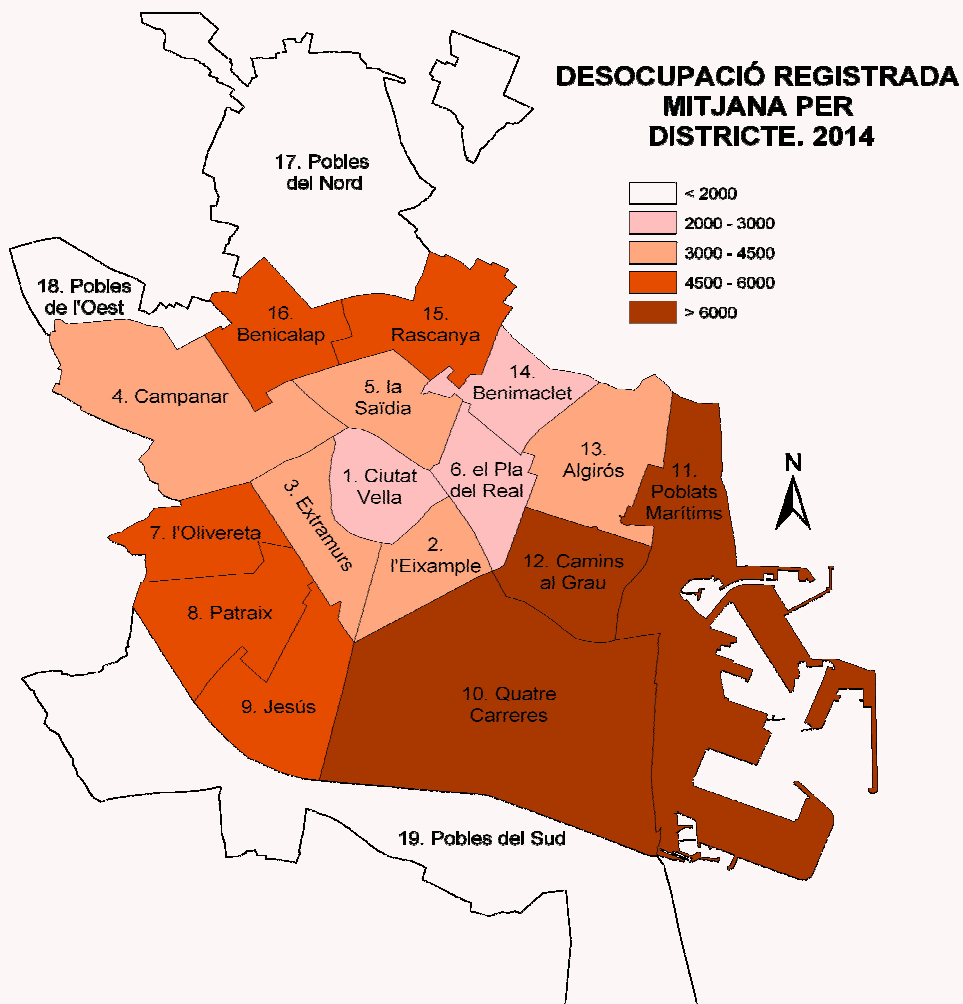 DESOCUPACIÓ REGISTRADA
MITJANA PER
DISTRICTE. 2014
< 2000
2000 - 3000
3000 - 4500
4500 - 6000
> 6000
17. Pobles
del Nord
18. Pobles
de l'Oest
16.
Benicalap
15.
Rascanya
14.
Benimaclet
4. Campanar
5. la
Saïdia
13.
Algirós
11.
Poblats
Marítims
N
1. Ciutat
Vella
6. el Pla
del Real
3. Extramurs
7. l'Olivereta
2.
l'Eixample
12. Camins
al Grau
8. Patraix
9. Jesús
10. Quatre
Carreres
19. Pobles del Sud